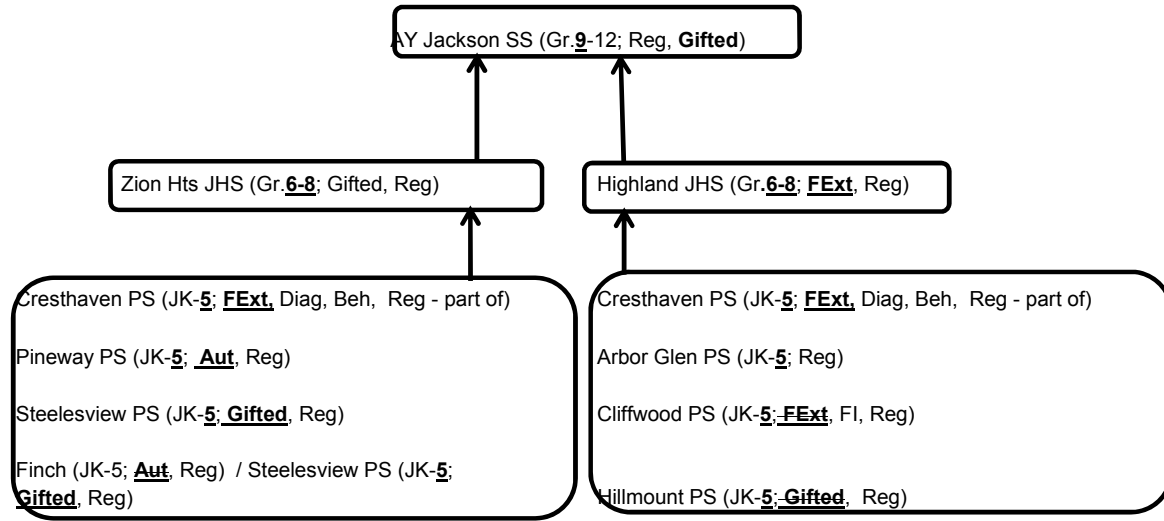 AY Jackson SS (Gr.9-12; Reg, Gifted)
Zion Hts JHS (Gr.6-8; Gifted, Reg)
Highland JHS (Gr.6-8; FExt, Reg)
Cresthaven PS (JK-5; FExt, Diag, Beh, Reg - part of)
Pineway PS (JK-5; Aut, Reg)
Steelesview PS (JK-5; Gifted, Reg)
Finch (JK-5; Aut, Reg) / Steelesview PS (JK-5;
Gifted, Reg)
Cresthaven PS (JK-5; FExt, Diag, Beh, Reg - part of)
Arbor Glen PS (JK-5; Reg)
Cliffwood PS (JK-5; FExt, FI, Reg)
Hillmount PS (JK-5; Gifted, Reg)